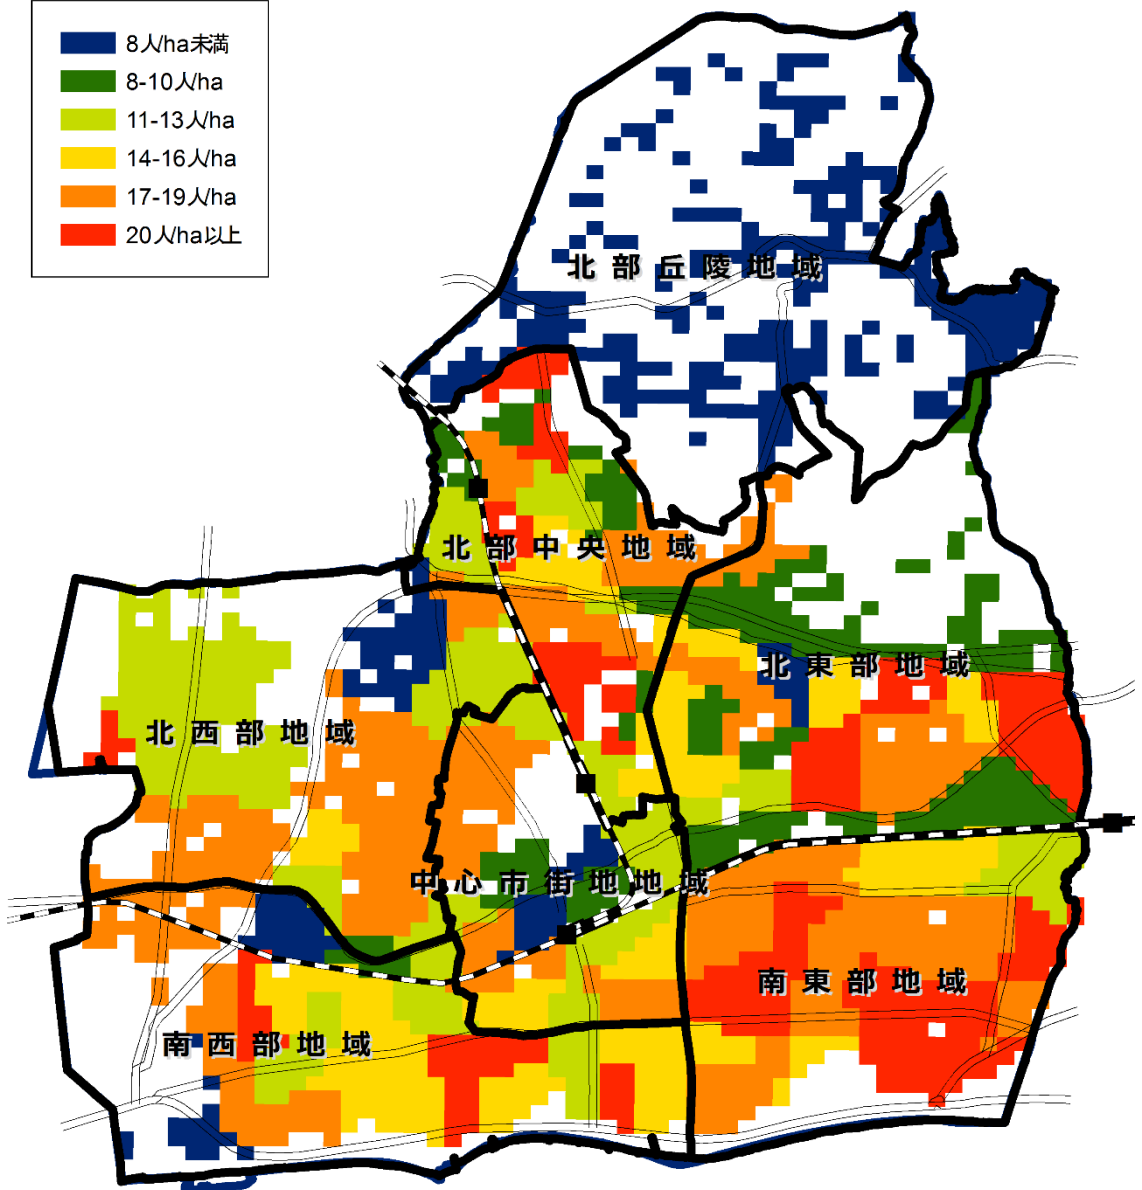 8人/ha未満
8-10人/ha
11-13人/ha
14-16人/ha
17-19人/ha
20人/ha以上
北部丘陵地域
北部中央地域
北東部地域
北西部地域
中心市街地地域
南東部地域
南西部地域